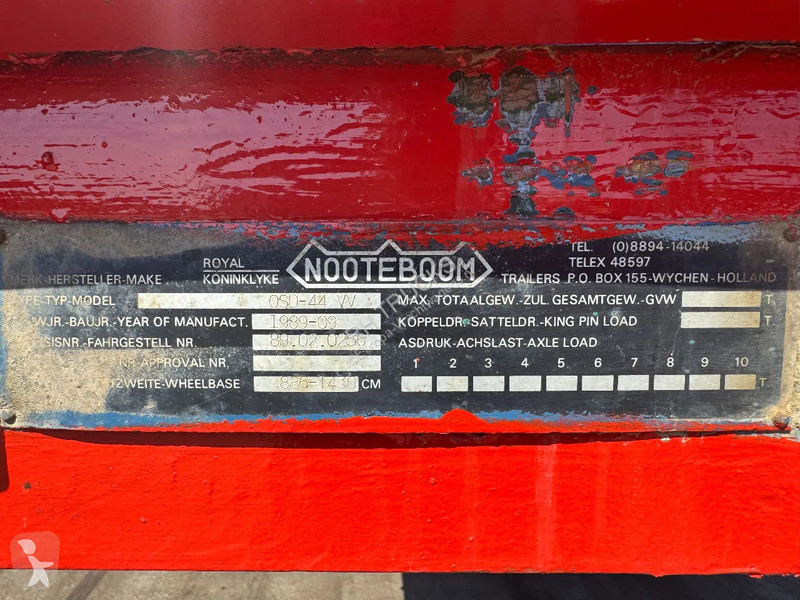 ROYAL
KONINKLYKE
NOOTEBOOM
TEL. (0)8894-14044
TELEX 48597
TRAILERS P.O. BOX 155-WYCHEN-HOLLAND
MERK-HERSTELLER-MAKE
TYPE-TYP-MODEL OSD-44 VV
MAX. TOTAALGEW.-ZUL. GESAMTGEW.-GVW T.
WJR.-BAUJR.-YEAR OF MANUFACT. 1989-09
KOPPELDR.-SATTELDR.-KING PIN LOAD T.
SISNR.-FAHRGESTELL NR. 89.02.0256
ASDRUK-ACHSLAST-AXLE LOAD
NR. APPROVAL NR.
1 2 3 4 5 6 7 8 9 10
TZWEITE-WHEELBASE 886-1430 CM
T.